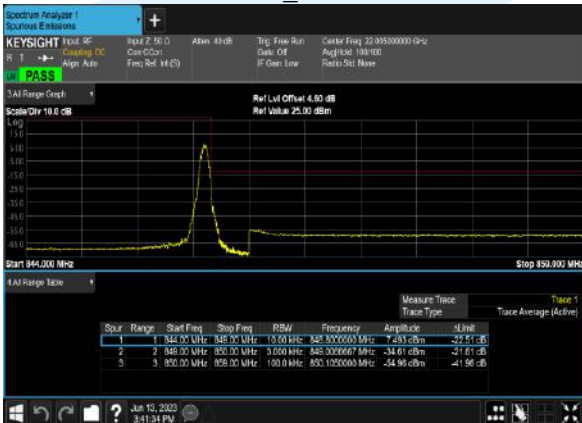 Spectrum Analyzer 1
Spurious Emissions
+
KEYSIGHT Input: RF
Coupling: DC
Align: Auto
Input Z: 50 Ω
Corr CCorr
Freq Ref: Int (S)
Atten: 40 dB
Trig: Free Run
Gate: Off
IF Gain: Low
Center Freq: 22.005000000 GHz
Avg|Hold: 100/100
Radio Std: None
PASS
3 All Range Graph
Scale/Div 10.0 dB
Ref Lvl Offset 4.60 dB
Ref Value 25.00 dBm
Log
15.0
5.00
-5.00
-15.0
-25.0
-35.0
-45.0
-55.0
-65.0
Start 844.000 MHz
Stop 859.000 MHz
4 All Range Table
Measure Trace Trace 1
Trace Type Trace Average (Active)
Spur Range Start Freq Stop Freq RBW Frequency Amplitude ΔLimit
1 1 844.00 MHz 849.00 MHz 10.00 kHz 848.8000000 MHz 7.493 dBm -22.51 dB
2 2 849.00 MHz 850.00 MHz 3.000 kHz 849.0066667 MHz -34.61 dBm -21.61 dB
3 3 850.00 MHz 859.00 MHz 100.0 kHz 850.1050000 MHz -54.96 dBm -41.96 dB
? Jun 13, 2023
3:41:34 PM